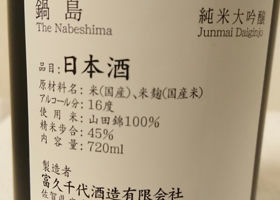 鍋島
The Nabeshima
純米大吟醸
Junmai Daiginjo
品目:日本酒
原材料名:米(国産)、米麹(国産米)
アルコール分:16度
使用米:山田錦100%
精米歩合:45%
内容量:720ml
製造者
富久千代酒造有限会社
佐賀県